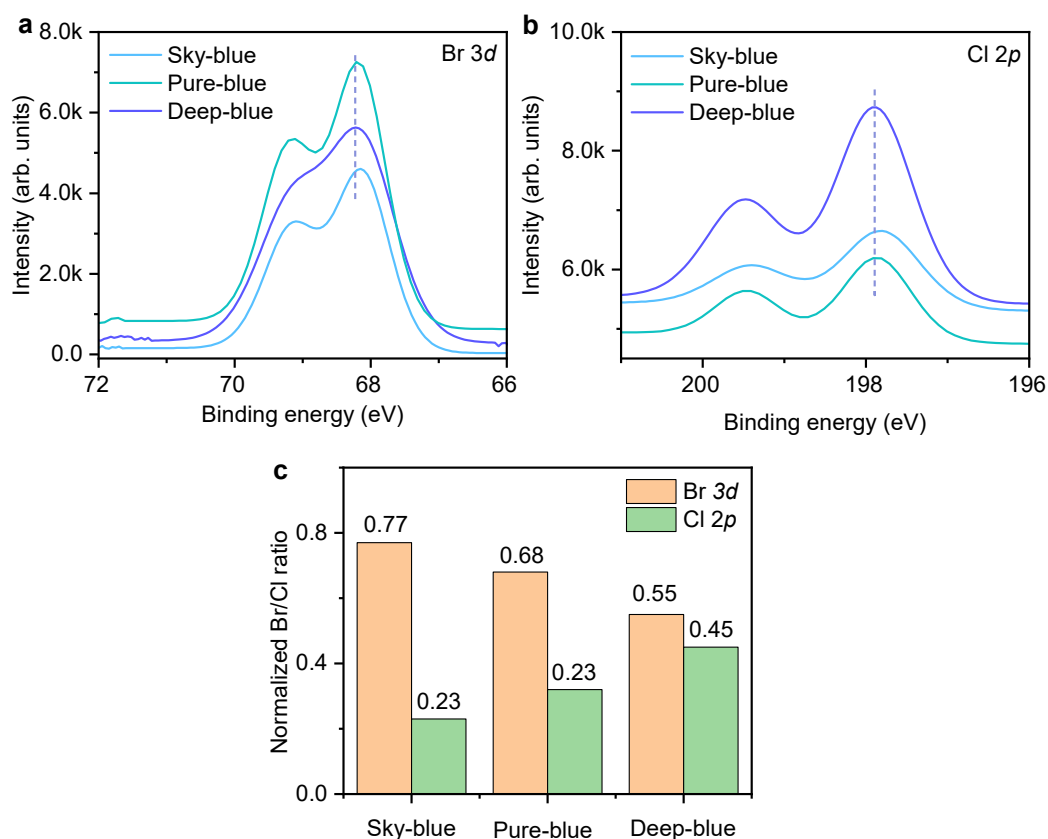 a
8.0k
6.0k
4.0k
2.0k
0.0
Intensity (arb. units)
Sky-blue
Pure-blue
Deep-blue
Br 3d
72
70
68
66
Binding energy (eV)
b
10.0k
8.0k
6.0k
Intensity (arb. units)
Sky-blue
Pure-blue
Deep-blue
Cl 2p
200
198
196
Binding energy (eV)
c
0.8
0.4
0.0
Normalized Br/Cl ratio
Br 3d
Cl 2p
0.77
0.23
0.68
0.23
0.55
0.45
Sky-blue
Pure-blue
Deep-blue